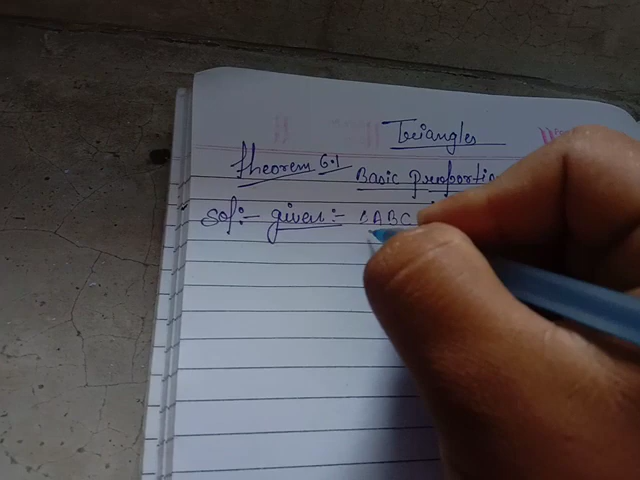 Triangles
Theorem 6.1
Basic proportio
Sol:- given:- △ABC